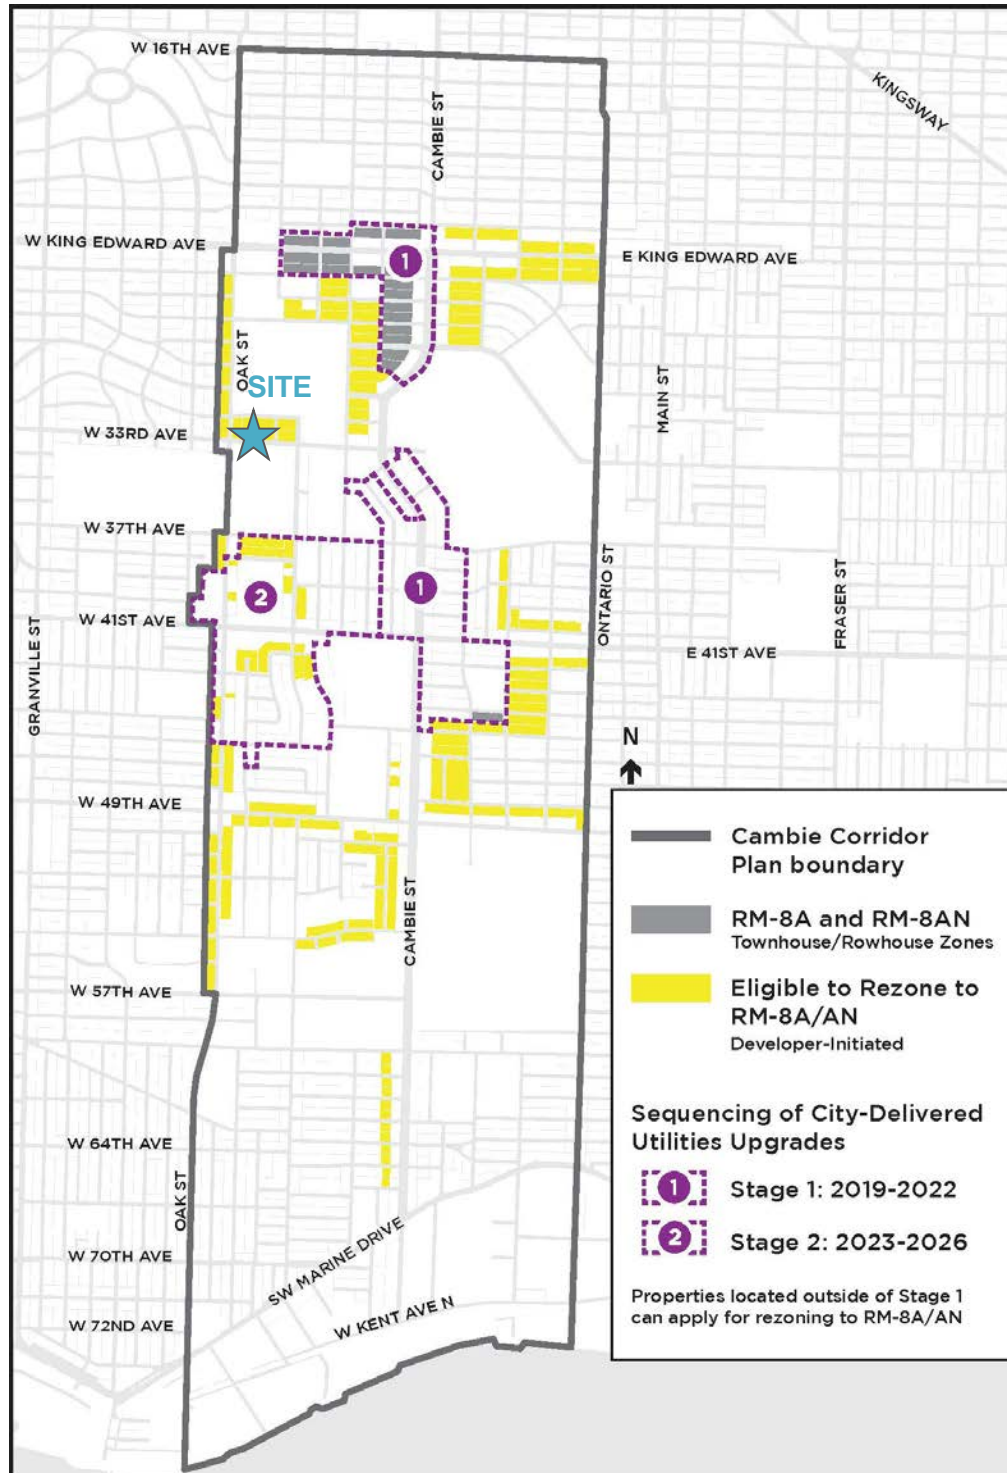 W 16TH AVE
CAMBIE ST
KINGSWAY
W KING EDWARD AVE
1
E KING EDWARD AVE
OAK ST
SITE
MAIN ST
W 33RD AVE
W 37TH AVE
ONTARIO ST
FRASER ST
2
1
W 41ST AVE
GRANVILLE ST
E 41ST AVE
N
W 49TH AVE
CAMBIE ST
W 57TH AVE
W 64TH AVE
OAK ST
SW MARINE DRIVE
W 70TH AVE
W KENT AVE N
W 72ND AVE
Cambie Corridor
Plan boundary
RM-8A and RM-8AN
Townhouse/Rowhouse Zones
Eligible to Rezone to
RM-8A/AN
Developer-Initiated
Sequencing of City-Delivered
Utilities Upgrades
1 Stage 1: 2019-2022
2 Stage 2: 2023-2026
Properties located outside of Stage 1
can apply for rezoning to RM-8A/AN